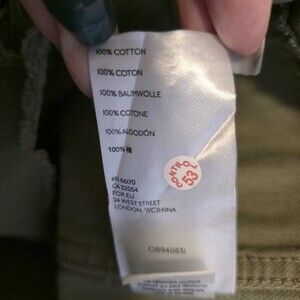 100% COTTON
100% COTON
100% BAUMWOLLE
100% COTONE
100% ALGODÓN
100% 棉
CONTROL
53
RN 66170
CA 32054
FOR EU
24 WEST STREET
LONDON, WC2H9NA